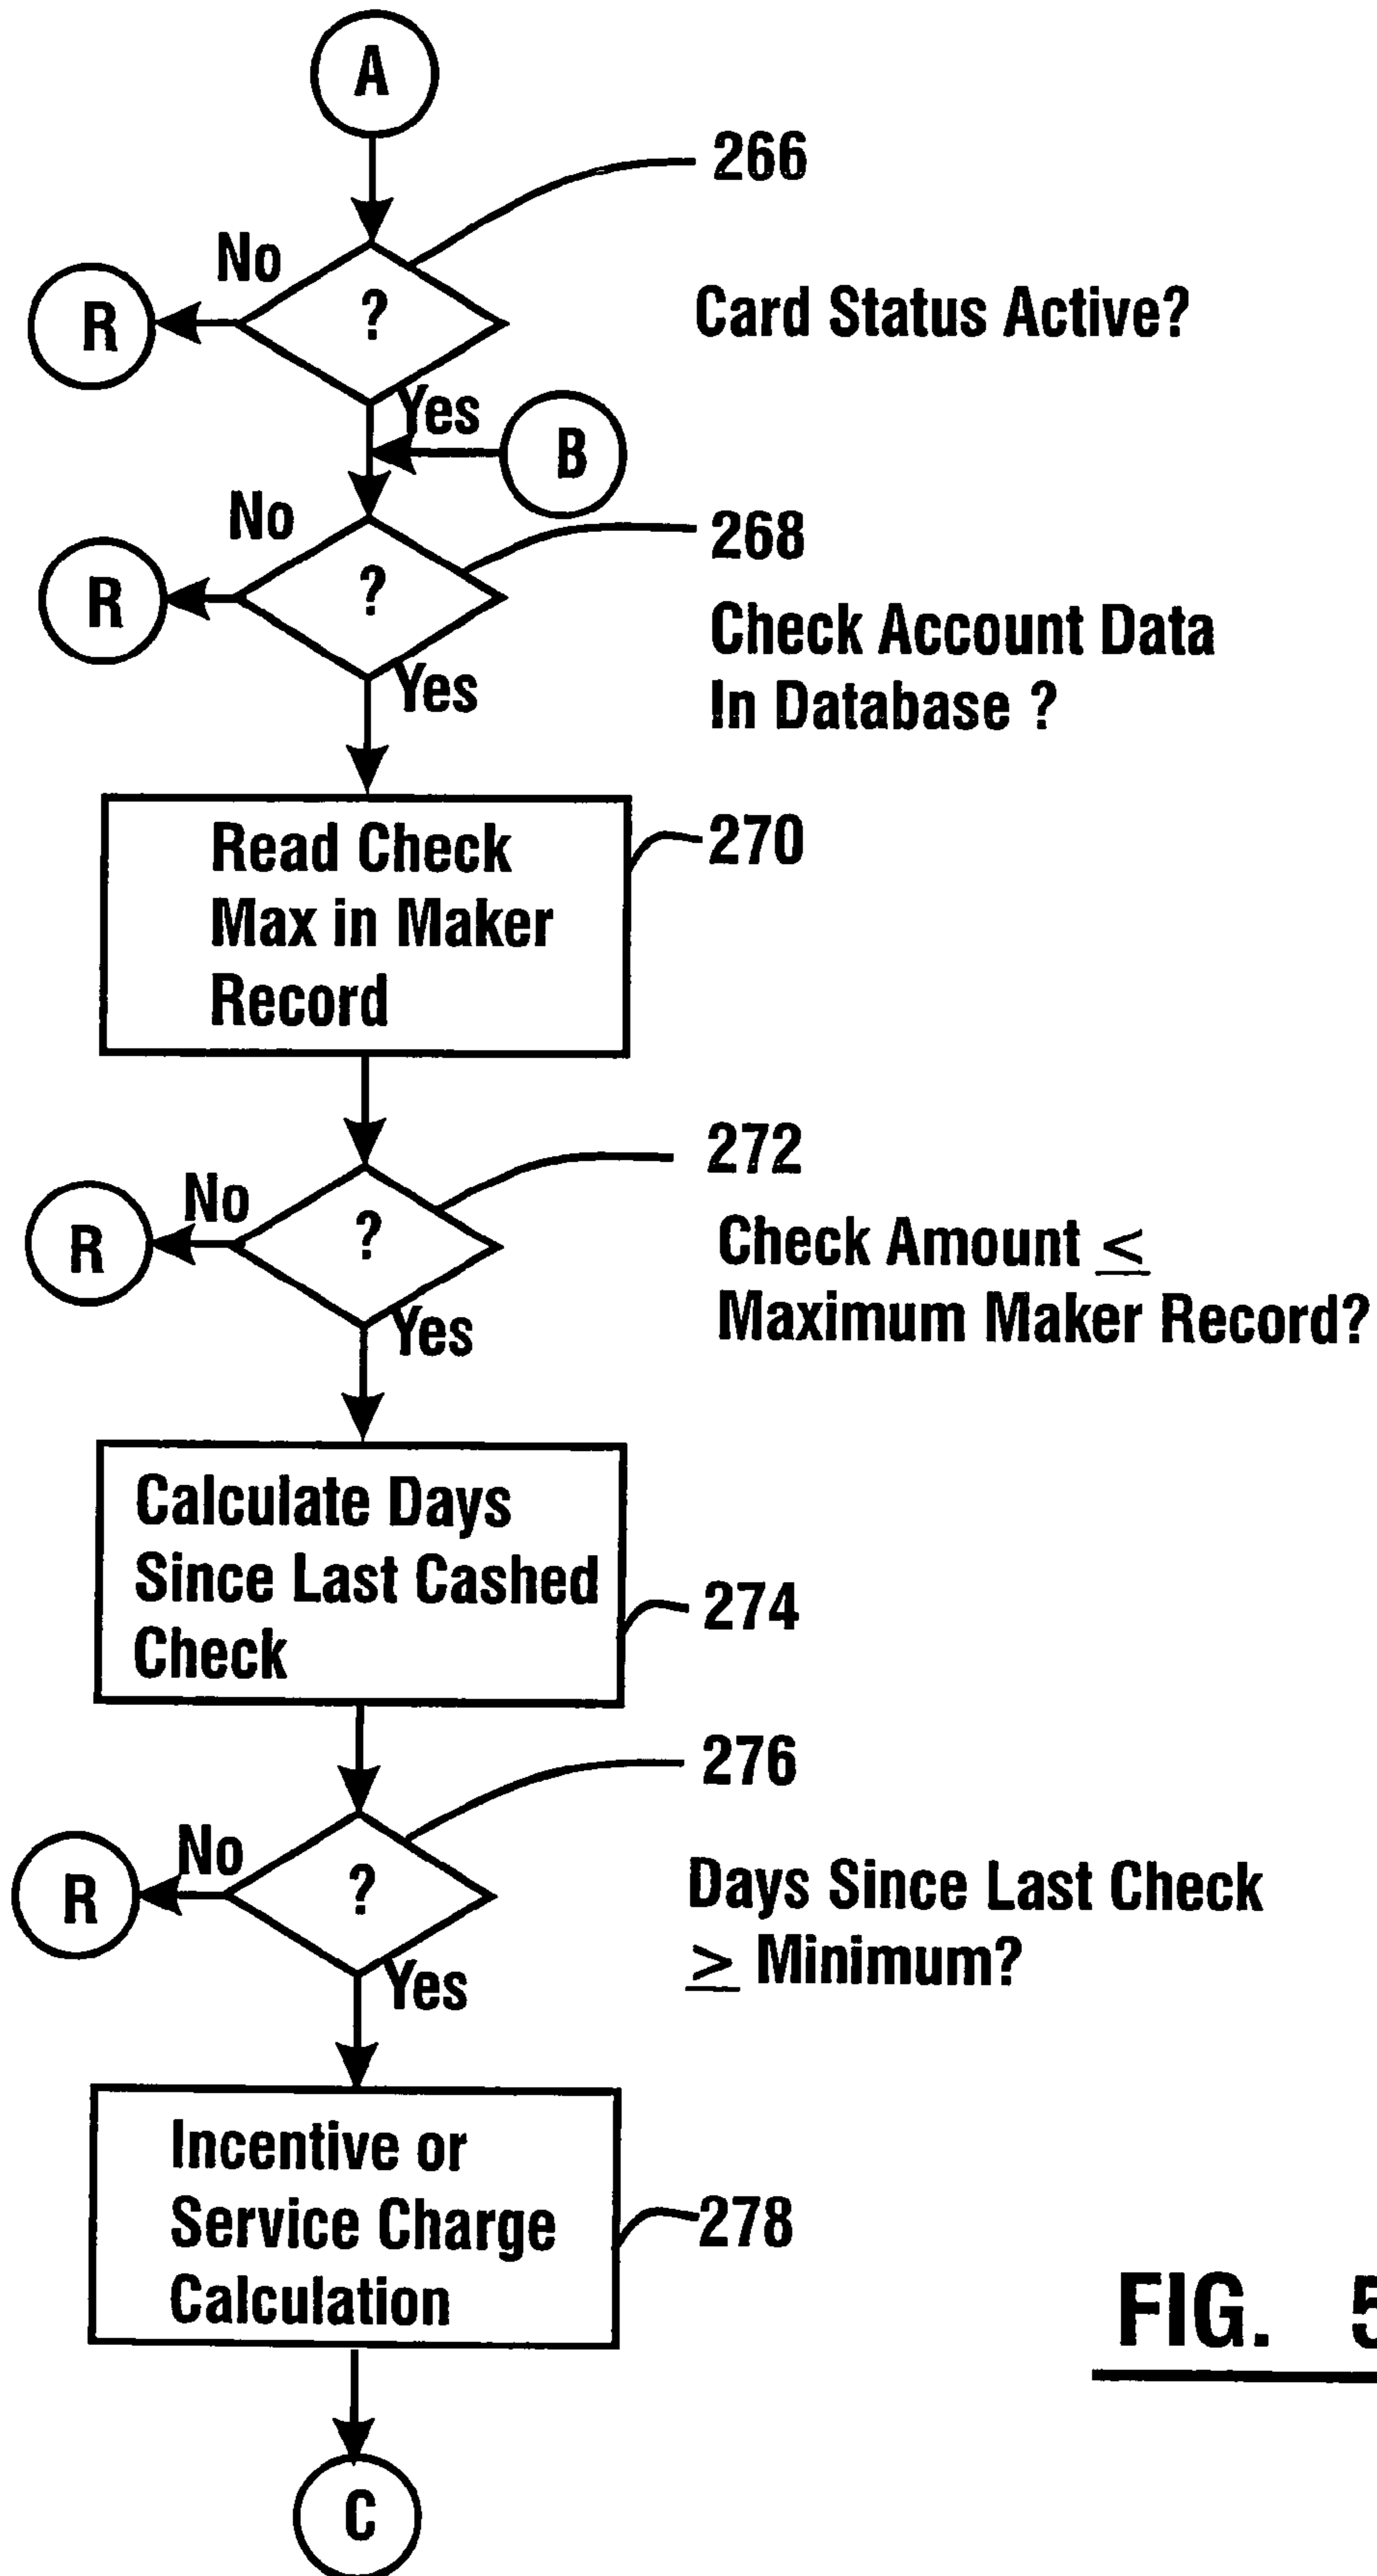 A
266
No
?
R
Card Status Active?
Yes
B
No
268
?
R
Check Account Data
In Database ?
Yes
Read Check
Max in Maker
Record
270
272
No
?
R
Check Amount ≤
Maximum Maker Record?
Yes
Calculate Days
Since Last Cashed
Check
274
276
No
?
R
Days Since Last Check
≥ Minimum?
Yes
Incentive or
Service Charge
Calculation
278
FIG. 5
C